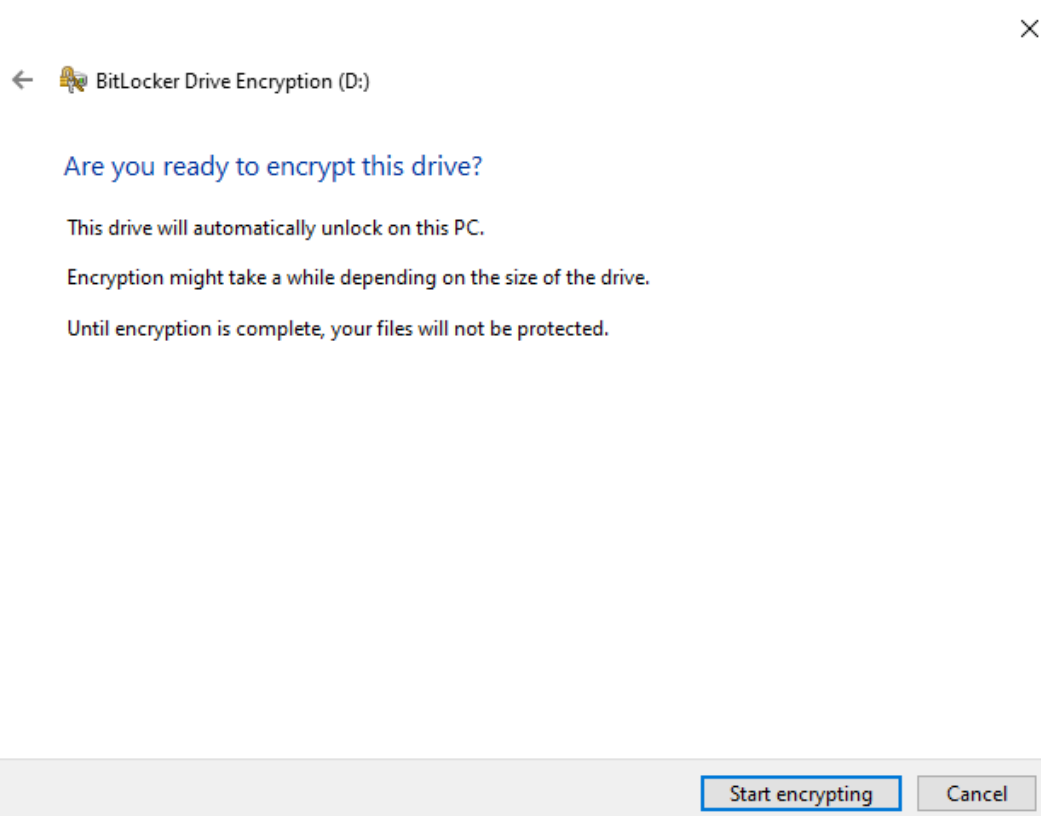 BitLocker Drive Encryption (D:)
Are you ready to encrypt this drive?
This drive will automatically unlock on this PC.
Encryption might take a while depending on the size of the drive.
Until encryption is complete, your files will not be protected.
Start encrypting
Cancel